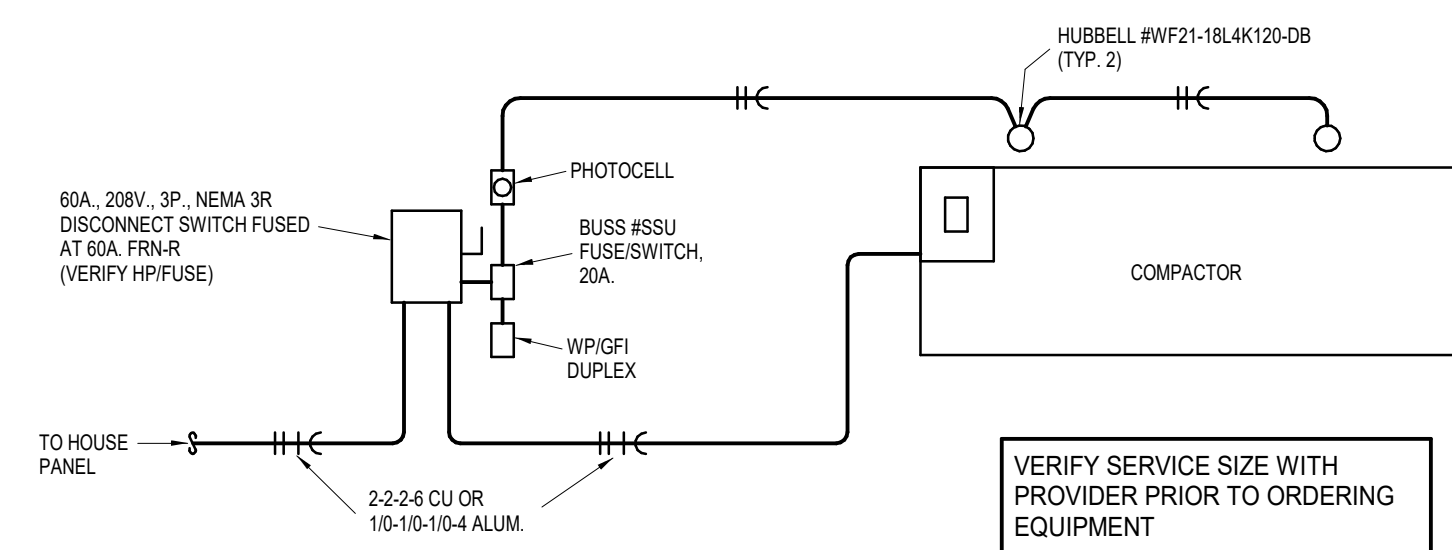 HUBBELL #WF21-18L4K120-DB
(TYP. 2)
PHOTOCELL
60A., 208V., 3P., NEMA 3R
DISCONNECT SWITCH FUSED
AT 60A. FRN-R
(VERIFY HP/FUSE)
BUSS #SSU
FUSE/SWITCH,
20A.
COMPACTOR
WP/GFI
DUPLEX
TO HOUSE
PANEL
2-2-2-6 CU OR
1/0-1/0-1/0-4 ALUM.
VERIFY SERVICE SIZE WITH
PROVIDER PRIOR TO ORDERING
EQUIPMENT